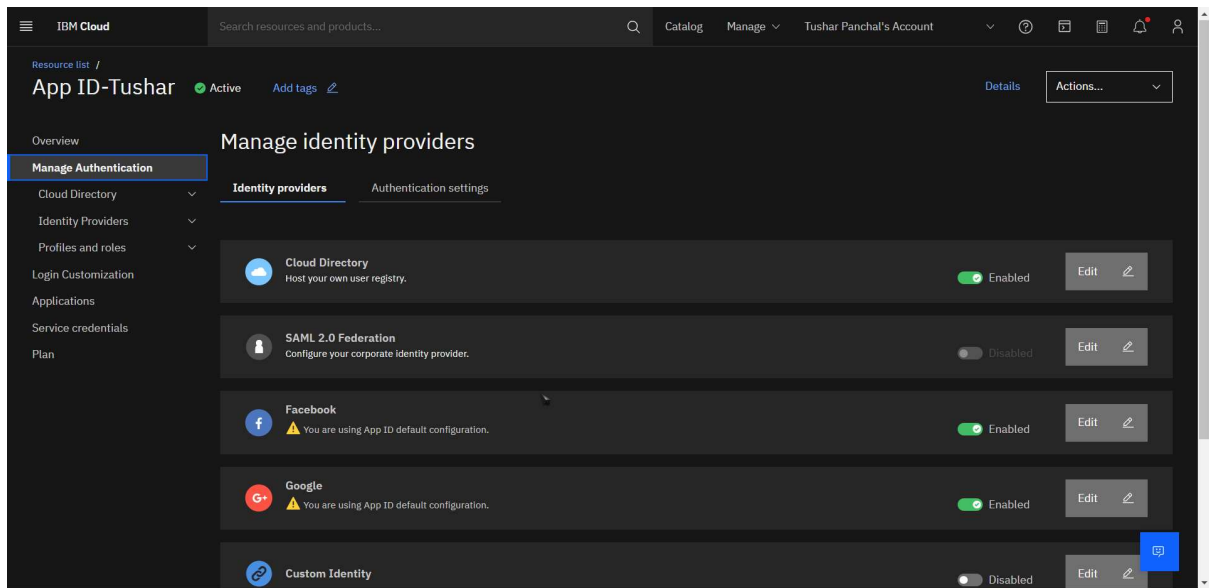 IBM Cloud
Search resources and products...
Catalog
Manage
Tushar Panchal's Account
Resource list /
App ID-Tushar
Active
Add tags
Details
Actions...
Overview
Manage Authentication
Cloud Directory
Identity Providers
Profiles and roles
Login Customization
Applications
Service credentials
Plan
Manage identity providers
Identity providers
Authentication settings
Cloud Directory
Host your own user registry.
Enabled
Edit
SAML 2.0 Federation
Configure your corporate identity provider.
Disabled
Edit
f
Facebook
You are using App ID default configuration.
Enabled
Edit
G+
Google
You are using App ID default configuration.
Enabled
Edit
Custom Identity
Disabled
Edit